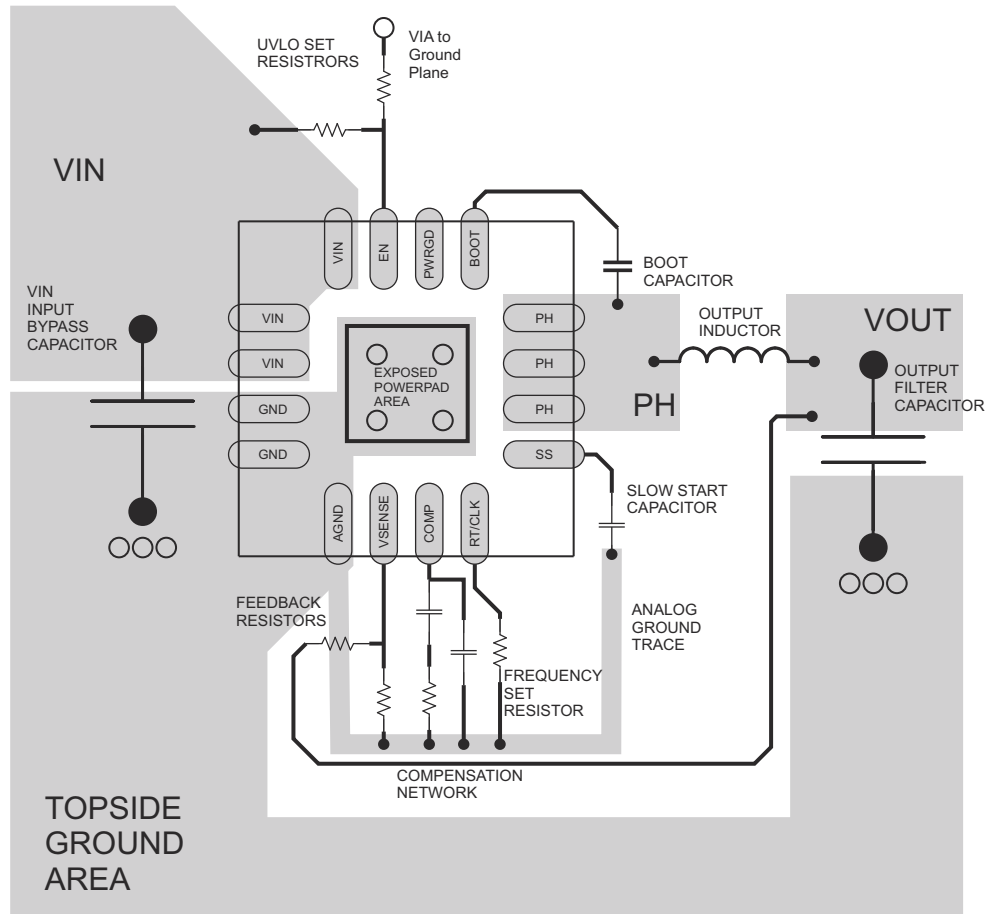 UVLO SET
RESISTRORS
VIA to
Ground
Plane
VIN
VIN
EN
PWRGD
BOOT
BOOT
CAPACITOR
VIN
INPUT
BYPASS
CAPACITOR
VIN
VIN
GND
GND
EXPOSED
POWERPAD
AREA
PH
PH
PH
SS
PH
OUTPUT
INDUCTOR
VOUT
OUTPUT
FILTER
CAPACITOR
SLOW START
CAPACITOR
AGND
VSENSE
COMP
RT/CLK
FEEDBACK
RESISTORS
ANALOG
GROUND
TRACE
FREQUENCY
SET
RESISTOR
COMPENSATION
NETWORK
TOPSIDE
GROUND
AREA